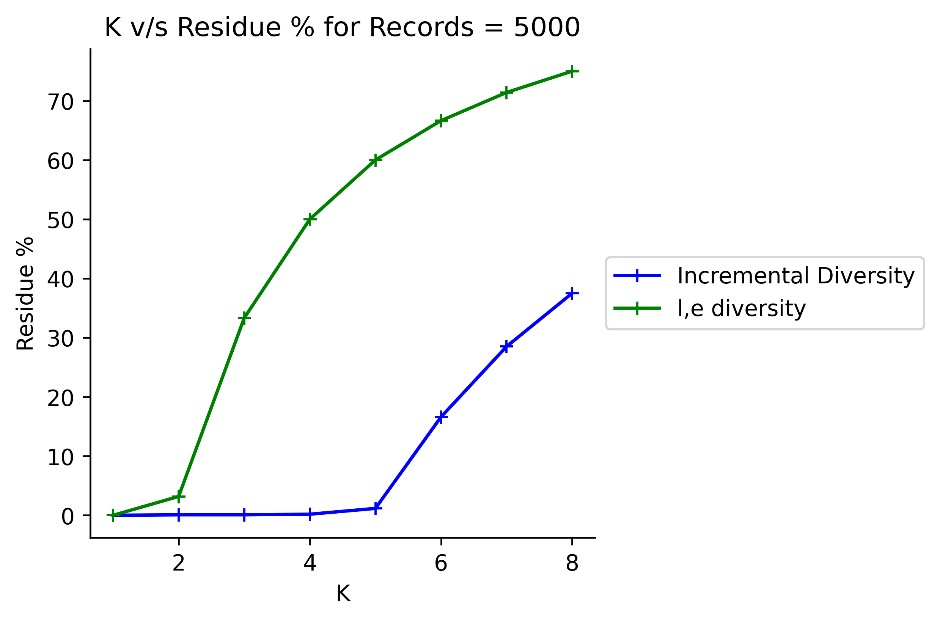 K v/s Residue % for Records = 5000
Residue %
70
60
50
40
30
20
10
0
2 4 6 8
K
Incremental Diversity
l,e diversity